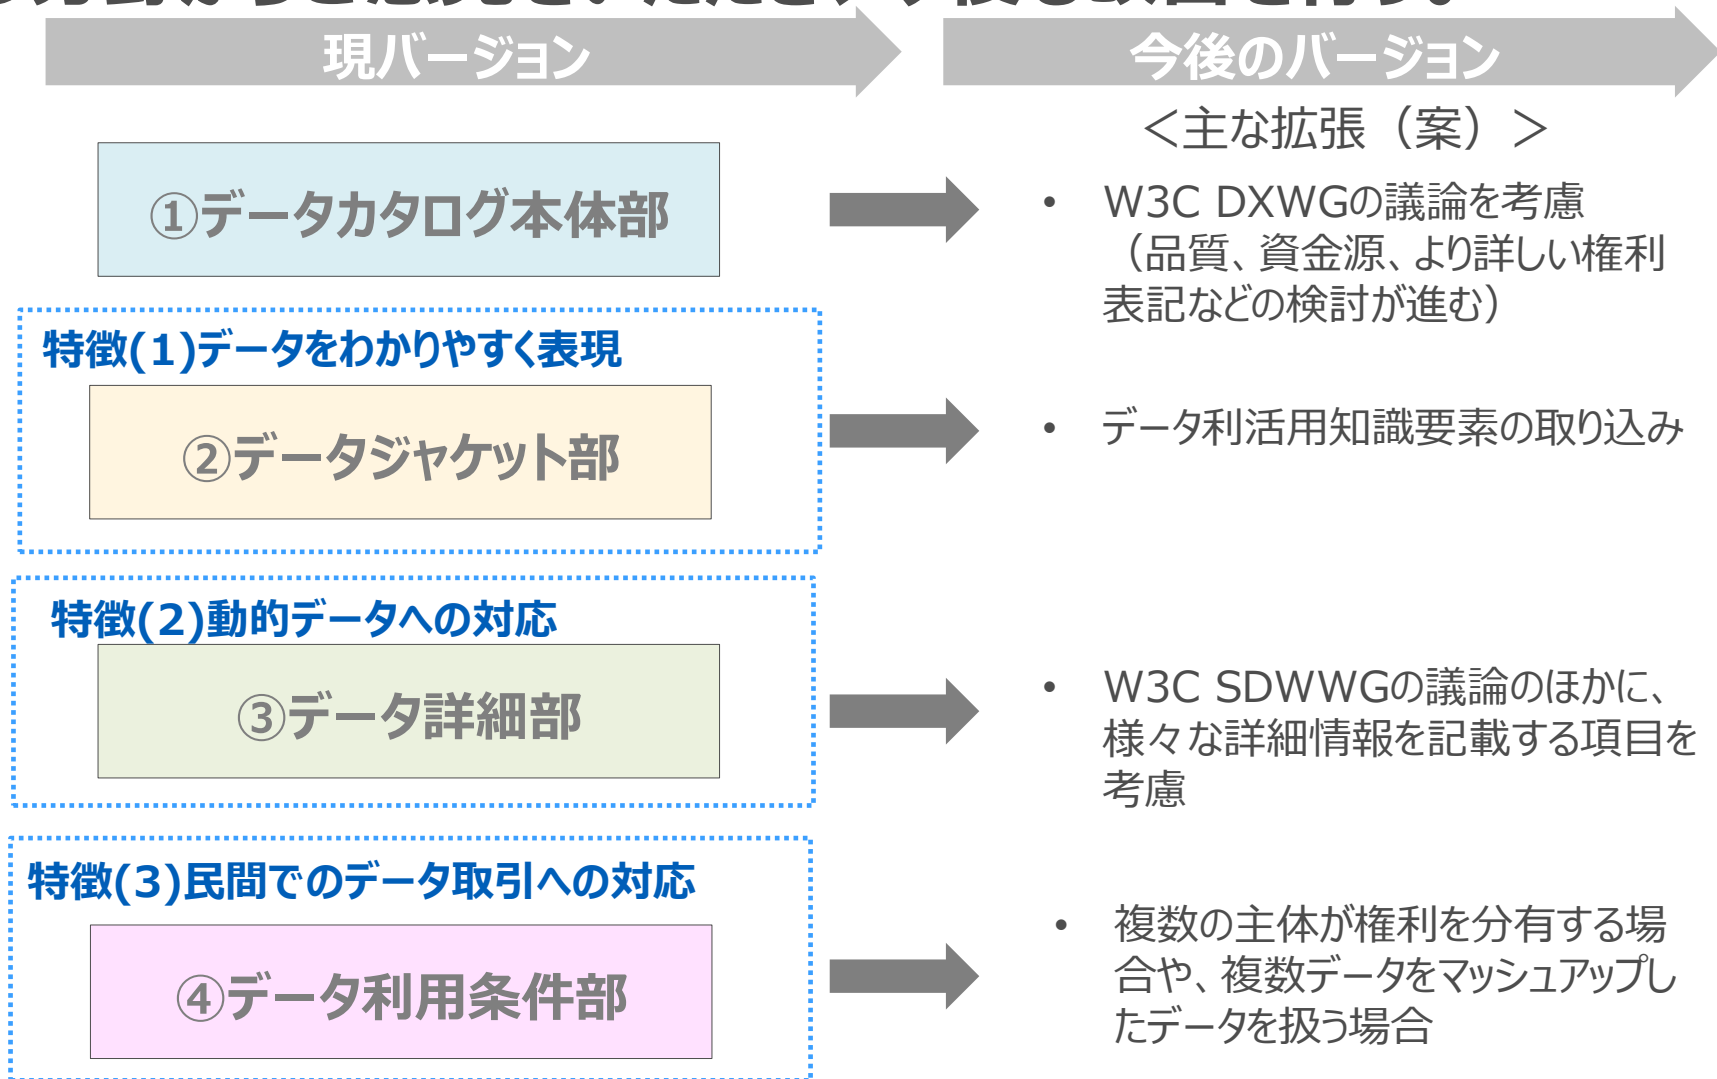 現バージョン
今後のバージョン
＜主な拡張（案）＞
①データカタログ本体部
• W3C DXWGの議論を考慮
（品質、資金源、より詳しい権利
表記などの検討が進む）
特徴(1)データをわかりやすく表現
②データジャケット部
• データ利活用知識要素の取り込み
特徴(2)動的データへの対応
③データ詳細部
• W3C SDWWGの議論のほかに、
様々な詳細情報を記載する項目を
考慮
特徴(3)民間でのデータ取引への対応
④データ利用条件部
• 複数の主体が権利を分有する場
合や、複数データをマッシュアップし
たデータを扱う場合